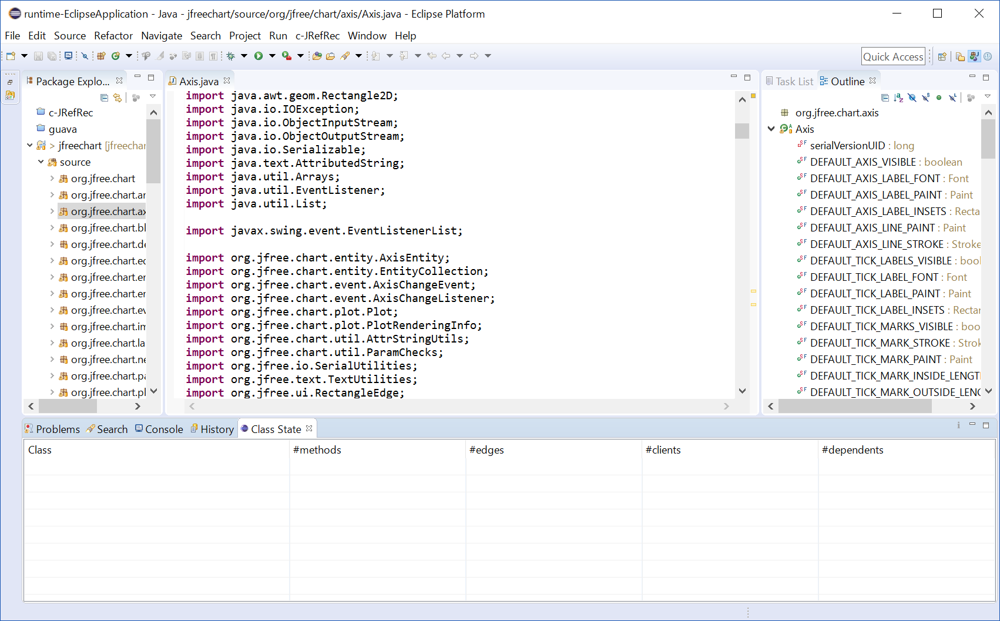 runtime-EclipseApplication - Java - jfreechart/source/org/jfree/chart/axis/Axis.java - Eclipse Platform
File Edit Source Refactor Navigate Search Project Run c-JRefRec Window Help
Quick Access
Package Explo...
c-JRefRec
guava
> jfreechart [jfreechar
source
org.jfree.chart
org.jfree.chart.ar
org.jfree.chart.ax
org.jfree.chart.bl
org.jfree.chart.de
org.jfree.chart.ec
org.jfree.chart.er
org.jfree.chart.er
org.jfree.chart.ev
org.jfree.chart.im
org.jfree.chart.la
org.jfree.chart.ne
org.jfree.chart.pa
org.jfree.chart.pl
Axis.java
import java.awt.geom.Rectangle2D;
import java.io.IOException;
import java.io.ObjectInputStream;
import java.io.ObjectOutputStream;
import java.io.Serializable;
import java.text.AttributedString;
import java.util.Arrays;
import java.util.EventListener;
import java.util.List;
import javax.swing.event.EventListenerList;
import org.jfree.chart.entity.AxisEntity;
import org.jfree.chart.entity.EntityCollection;
import org.jfree.chart.event.AxisChangeEvent;
import org.jfree.chart.event.AxisChangeListener;
import org.jfree.chart.plot.Plot;
import org.jfree.chart.plot.PlotRenderingInfo;
import org.jfree.chart.util.AttrStringUtils;
import org.jfree.chart.util.ParamChecks;
import org.jfree.io.SerialUtilities;
import org.jfree.text.TextUtilities;
import org.jfree.ui.RectangleEdge;
Task List Outline
org.jfree.chart.axis
Axis
serialVersionUID : long
DEFAULT_AXIS_VISIBLE : boolean
DEFAULT_AXIS_LABEL_FONT : Font
DEFAULT_AXIS_LABEL_PAINT : Paint
DEFAULT_AXIS_LABEL_INSETS : Recta
DEFAULT_AXIS_LINE_PAINT : Paint
DEFAULT_AXIS_LINE_STROKE : Stroke
DEFAULT_TICK_LABELS_VISIBLE : bool
DEFAULT_TICK_LABEL_FONT : Font
DEFAULT_TICK_LABEL_PAINT : Paint
DEFAULT_TICK_LABEL_INSETS : Rectar
DEFAULT_TICK_MARKS_VISIBLE : boo
DEFAULT_TICK_MARK_STROKE : Strok
DEFAULT_TICK_MARK_PAINT : Paint
DEFAULT_TICK_MARK_INSIDE_LENGTH
DEFAULT_TICK_MARK_OUTSIDE_LENG
Problems Search Console History Class State
Class #methods #edges #clients #dependents